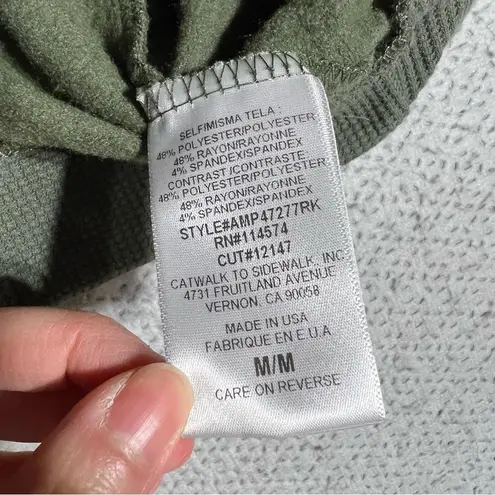 SELF/MISMA TELA :
48% POLYESTER/POLYESTER
48% RAYON/RAYONNE
4% SPANDEX/SPANDEX
CONTRAST/CONTRASTE
48% POLYESTER/POLYESTER
48% RAYON/RAYONNE
4% SPANDEX/SPANDEX
STYLE#AMP47277RK
RN#114574
CUT#12147
CATWALK TO SIDEWALK, INC
4731 FRUITLAND AVENUE
VERNON, CA 90058
MADE IN USA
FABRIQUE EN E U.A
M/M
CARE ON REVERSE